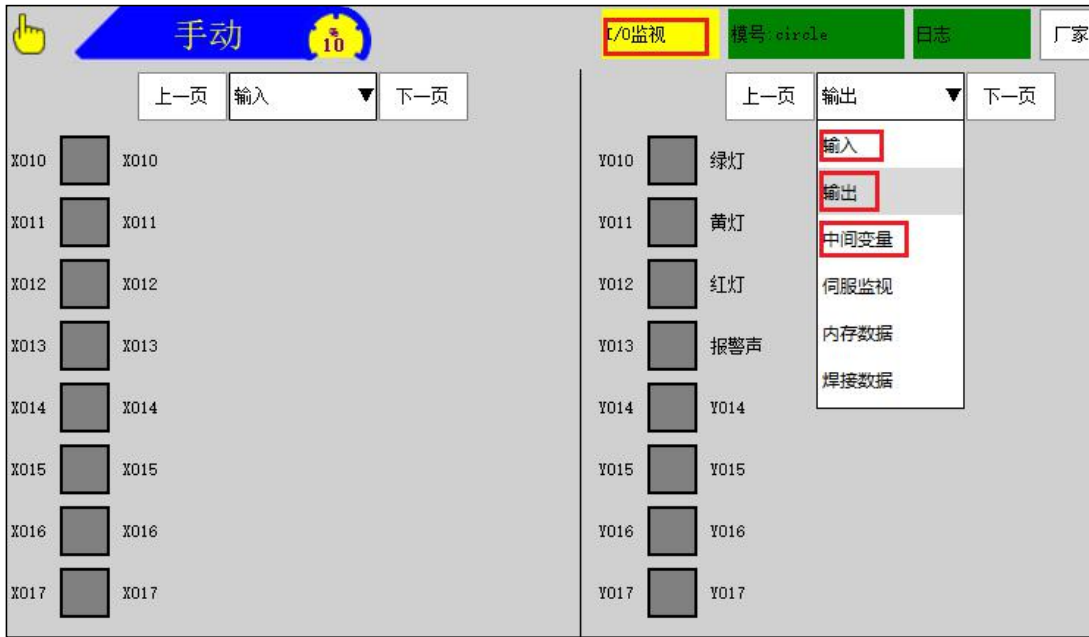 手动
% 10
I/O监视
模号:circle
日志
厂家
上一页 输入 ▼ 下一页
X010 X010
X011 X011
X012 X012
X013 X013
X014 X014
X015 X015
X016 X016
X017 X017
上一页 输出 ▼ 下一页
输入
输出
中间变量
伺服监视
内存数据
焊接数据
Y010 绿灯
Y011 黄灯
Y012 红灯
Y013 报警声
Y014 Y014
Y015 Y015
Y016 Y016
Y017 Y017